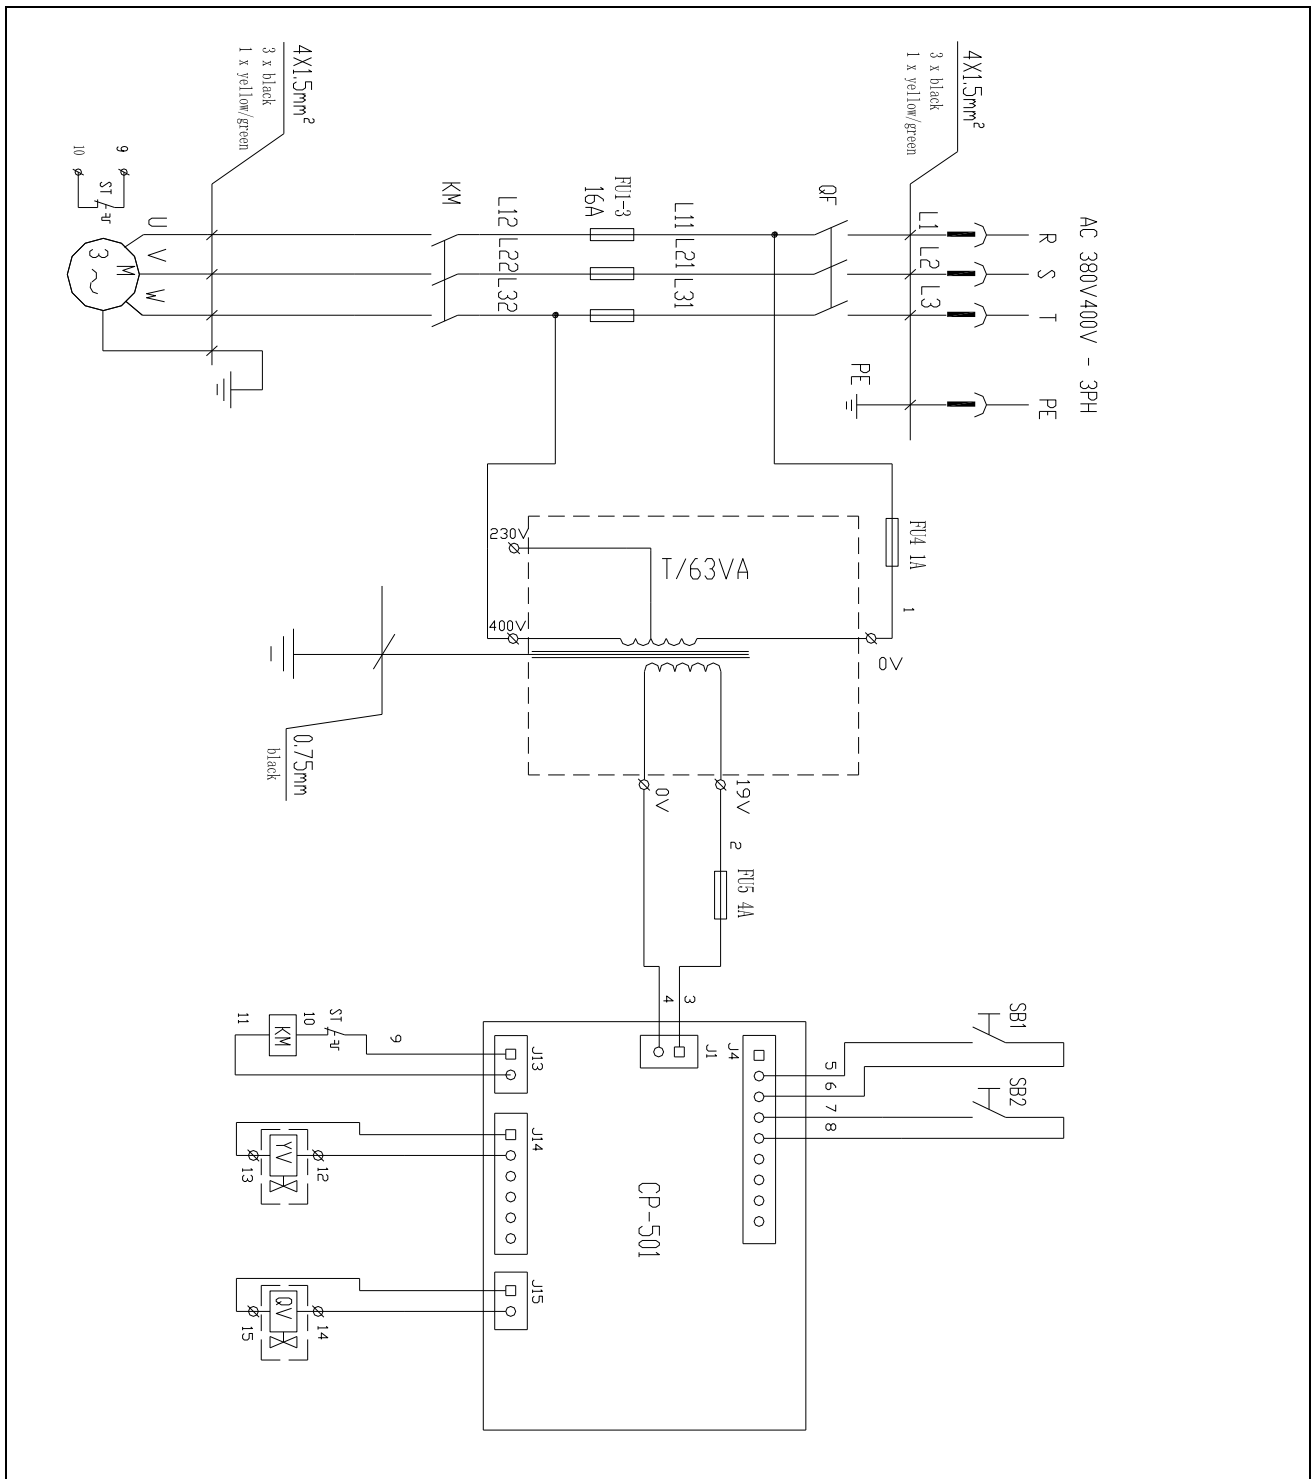 AC 380V/400V - 3PH
R S T PE
SB1 SB2
4X1.5mm²
3 x black
1 x yellow/green
L1 L2 L3
FU4 1A
1
0V
PE
QF
5 6 7 8
19V
2
FU5 4A
J4
J1
3
4
T/63VA
L11 L21 L31
0V
CP-501
FU1-3
16A
J13 J14 J15
L12 L22 L32
230V
400V
KM
9
ST
10
KM
11
12
YV
13
14
QV
15
4X1.5mm²
3 x black
1 x yellow/green
0.75mm
black
U V W
9
ST
10
M
3 ~